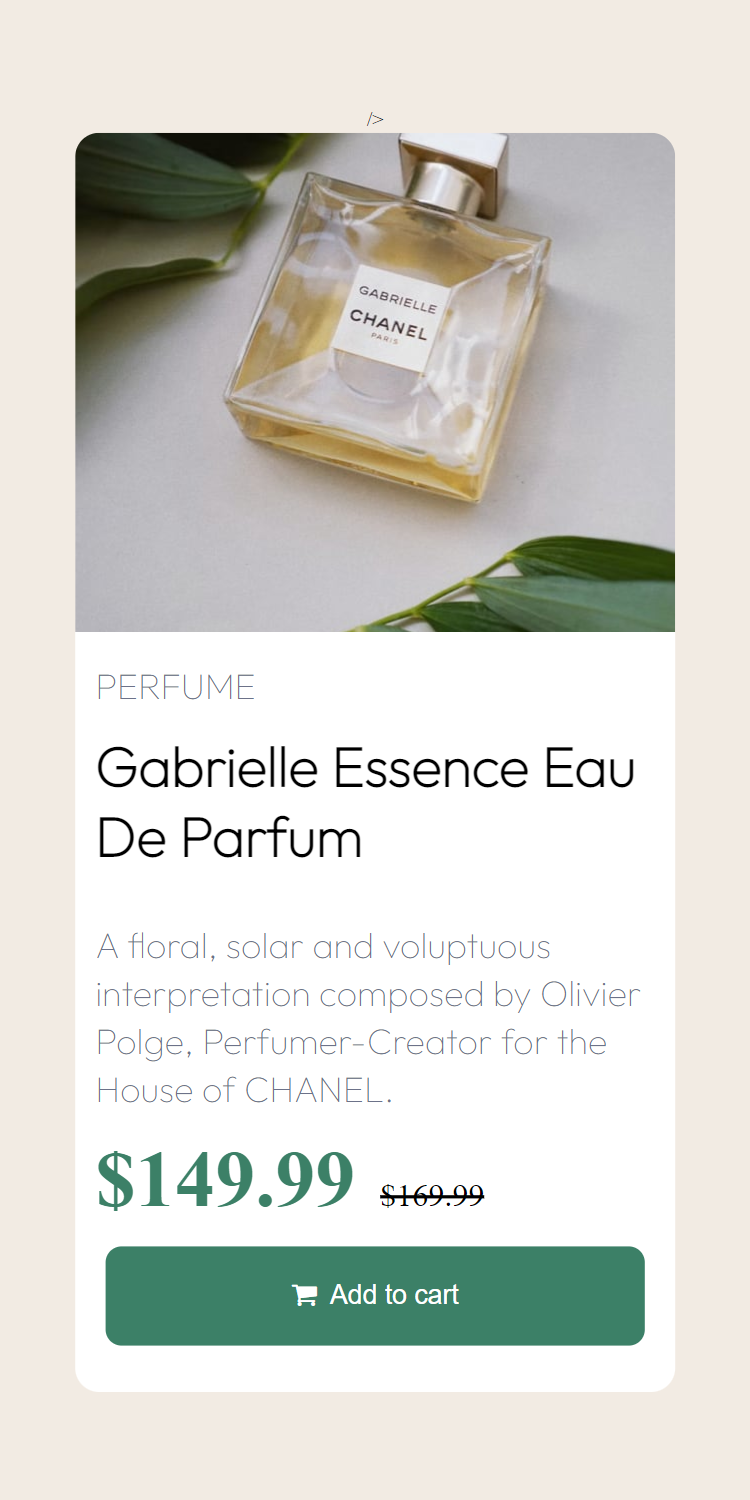 />
GABRIELLE
CHANEL
PARIS
PERFUME
Gabrielle Essence Eau
De Parfum
A floral, solar and voluptuous
interpretation composed by Olivier
Polge, Perfumer-Creator for the
House of CHANEL.
$149.99 $169.99
Add to cart